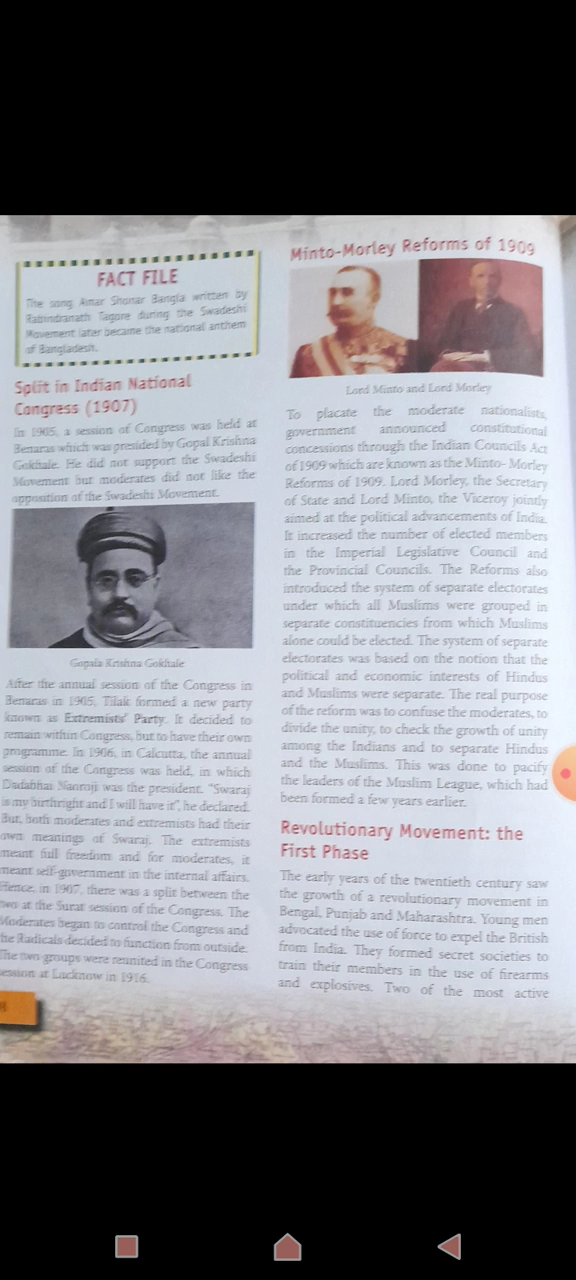 FACT FILE
The song Amar Shonar Bangla written by
Rabindranath Tagore during the Swadeshi
Movement later became the national anthem
of Bangladesh.
Split in Indian National
Congress (1907)
In 1905, a session of Congress was held at
Benaras which was presided by Gopal Krishna
Gokhale. He did not support the Swadeshi
Movement but moderates did not like the
opposition of the Swadeshi Movement.
Gopala Krishna Gokhale
After the annual session of the Congress in
Benaras in 1905, Tilak formed a new party
known as Extremists' Party. It decided to
remain within Congress, but to have their own
programme. In 1906, in Calcutta, the annual
session of the Congress was held, in which
Dadabhai Naoroji was the president. "Swaraj
is my birthright and I will have it", he declared.
But, both moderates and extremists had their
own meanings of Swaraj. The extremists
meant full freedom and for moderates, it
meant self-government in the internal affairs.
Hence, in 1907, there was a split between the
two at the Surat session of the Congress. The
Moderates began to control the Congress and
the Radicals decided to function from outside.
The two groups were reunited in the Congress
session at Lucknow in 1916.
Minto-Morley Reforms of 1909
Lord Minto and Lord Morley
To placate the moderate nationalists,
government announced constitutional
concessions through the Indian Councils Act
of 1909 which are known as the Minto- Morley
Reforms of 1909. Lord Morley, the Secretary
of State and Lord Minto, the Viceroy jointly
aimed at the political advancements of India.
It increased the number of elected members
in the Imperial Legislative Council and
the Provincial Councils. The Reforms also
introduced the system of separate electorates
under which all Muslims were grouped in
separate constituencies from which Muslims
alone could be elected. The system of separate
electorates was based on the notion that the
political and economic interests of Hindus
and Muslims were separate. The real purpose
of the reform was to confuse the moderates, to
divide the unity, to check the growth of unity
among the Indians and to separate Hindus
and the Muslims. This was done to pacify
the leaders of the Muslim League, which had
been formed a few years earlier.
Revolutionary Movement: the
First Phase
The early years of the twentieth century saw
the growth of a revolutionary movement in
Bengal, Punjab and Maharashtra. Young men
advocated the use of force to expel the British
from India. They formed secret societies to
train their members in the use of firearms
and explosives. Two of the most active